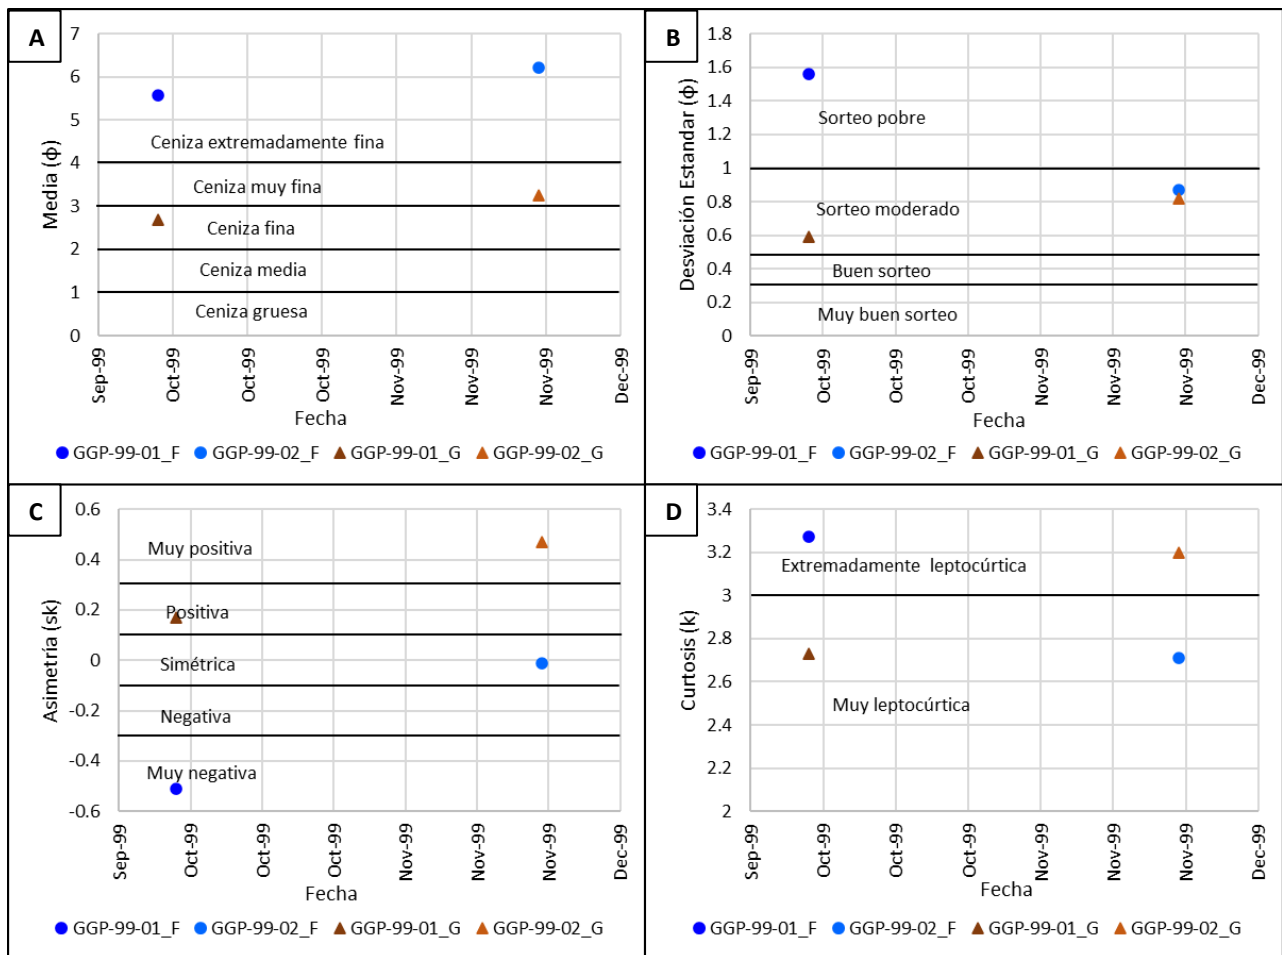 A
Media (ϕ)
7
6
5
4
3
2
1
0
Ceniza extremadamente fina
Ceniza muy fina
Ceniza fina
Ceniza media
Ceniza gruesa
Sep-99
Oct-99
Oct-99
Oct-99
Nov-99
Nov-99
Nov-99
Dec-99
Fecha
GGP-99-01_F GGP-99-02_F GGP-99-01_G GGP-99-02_G
B
Desviación Estandar (ϕ)
1.8
1.6
1.4
1.2
1
0.8
0.6
0.4
0.2
0
Sorteo pobre
Sorteo moderado
Buen sorteo
Muy buen sorteo
Sep-99
Oct-99
Oct-99
Oct-99
Nov-99
Nov-99
Nov-99
Dec-99
Fecha
GGP-99-01_F GGP-99-02_F GGP-99-01_G GGP-99-02_G
C
Asimetría (sk)
0.6
0.4
0.2
0
-0.2
-0.4
-0.6
Muy positiva
Positiva
Simétrica
Negativa
Muy negativa
Sep-99
Oct-99
Oct-99
Oct-99
Nov-99
Nov-99
Nov-99
Dec-99
Fecha
GGP-99-01_F GGP-99-02_F GGP-99-01_G GGP-99-02_G
D
Curtosis (k)
3.4
3.2
3
2.8
2.6
2.4
2.2
2
Extremadamente leptocúrtica
Muy leptocúrtica
Sep-99
Oct-99
Oct-99
Oct-99
Nov-99
Nov-99
Nov-99
Dec-99
Fecha
GGP-99-01_F GGP-99-02_F GGP-99-01_G GGP-99-02_G